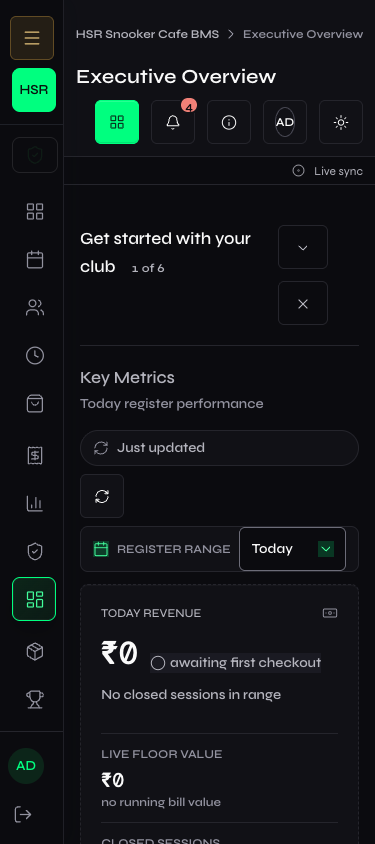 HSR Snooker Cafe BMS > Executive Overview
HSR
Executive Overview
4
AD
Live sync
Get started with your
club 1 of 6
Key Metrics
Today register performance
Just updated
REGISTER RANGE Today
TODAY REVENUE
₹0 awaiting first checkout
No closed sessions in range
LIVE FLOOR VALUE
₹0
no running bill value
CLOSED SESSIONS
AD